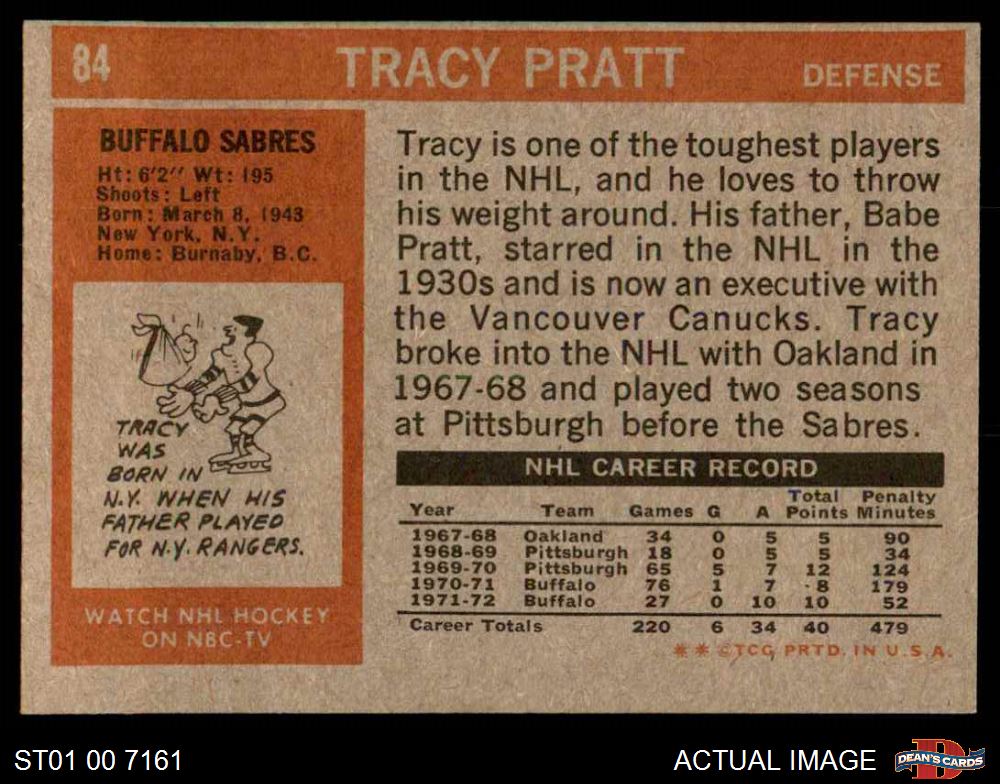 84 TRACY PRATT DEFENSE
BUFFALO SABRES
Ht: 6'2'' Wt: 195
Shoots: Left
Born: March 8, 1943
New York, N.Y.
Home: Burnaby, B.C.
TRACY
WAS
BORN IN
N.Y. WHEN HIS
FATHER PLAYED
FOR N.Y. RANGERS.
WATCH NHL HOCKEY
ON NBC-TV
Tracy is one of the toughest players
in the NHL, and he loves to throw
his weight around. His father, Babe
Pratt, starred in the NHL in the
1930s and is now an executive with
the Vancouver Canucks. Tracy
broke into the NHL with Oakland in
1967-68 and played two seasons
at Pittsburgh before the Sabres.
NHL CAREER RECORD
Year Team Games G A Total Points Penalty Minutes
1967-68 Oakland 34 0 5 5 90
1968-69 Pittsburgh 18 0 5 5 34
1969-70 Pittsburgh 65 5 7 12 124
1970-71 Buffalo 76 1 7 8 179
1971-72 Buffalo 27 0 10 10 52
Career Totals 220 6 34 40 479
** ©TCG PRTD. IN U.S.A.
ST01 00 7161
ACTUAL IMAGE
D
DEAN'S CARDS